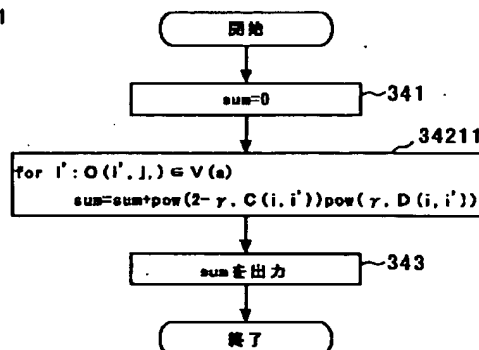 1
開始
sum=0
341
34211
for i':O(i',j,)∈V(a)
sum=sum+pow(2-γ,C(i,i'))pow(γ,D(i,i'))
sumを出力
343
終了